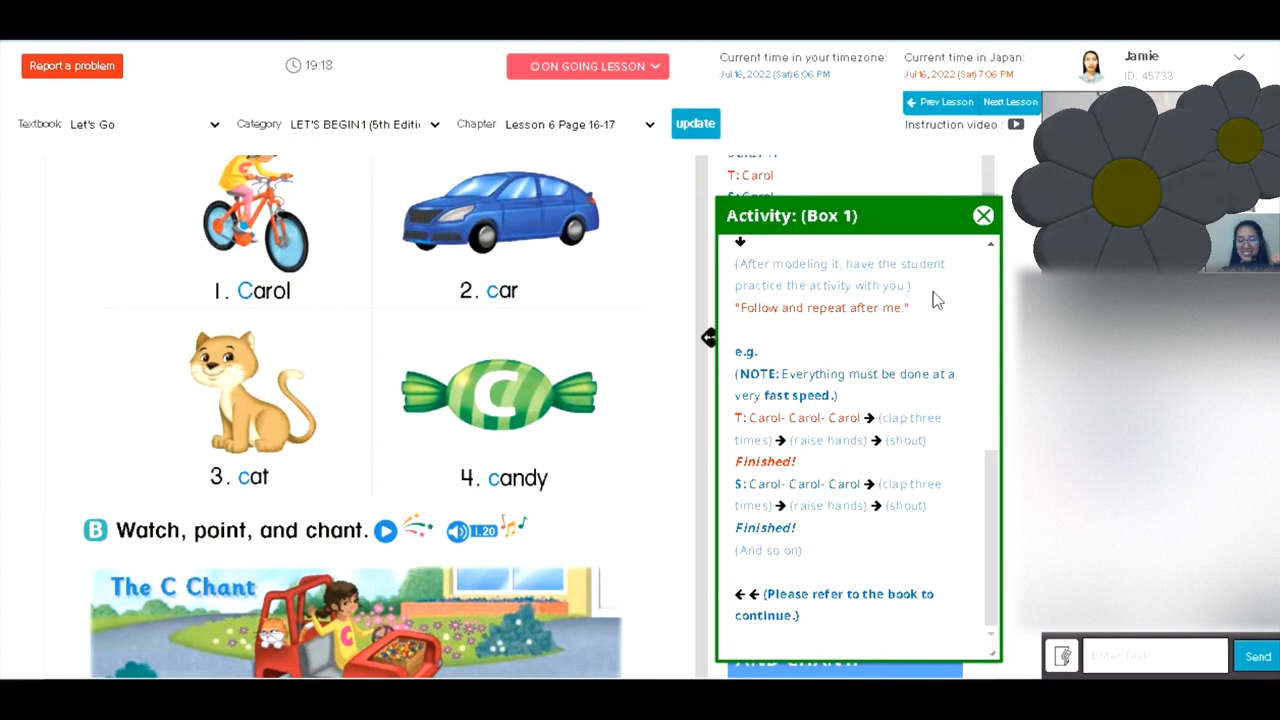 Report a problem
19:18
ON GOING LESSON
Current time in your timezone:
Jul 16, 2022 (Sat) 6:06 PM
Current time in Japan:
Jul 16, 2022 (Sat) 7:06 PM
Jamie
ID: 45733
Prev Lesson Next Lesson
Textbook Let's Go
Category LET'S BEGIN 1 (5th Editi
Chapter Lesson 6 Page 16-17
update
Instruction video :
T: Carol
1. Carol
2. car
3. cat
4. candy
C
B Watch, point, and chant.
1.20
The C Chant
Activity: (Box 1)
(After modeling it, have the student
practice the activity with you.)
"Follow and repeat after me."
e.g.
(NOTE: Everything must be done at a
very fast speed.)
T: Carol- Carol- Carol → (clap three
times) → (raise hands) → (shout)
Finished!
S: Carol- Carol- Carol → (clap three
times) → (raise hands) → (shout)
Finished!
(And so on)
← ← (Please refer to the book to
continue.)
AND CHANT.
Enter Text
Send